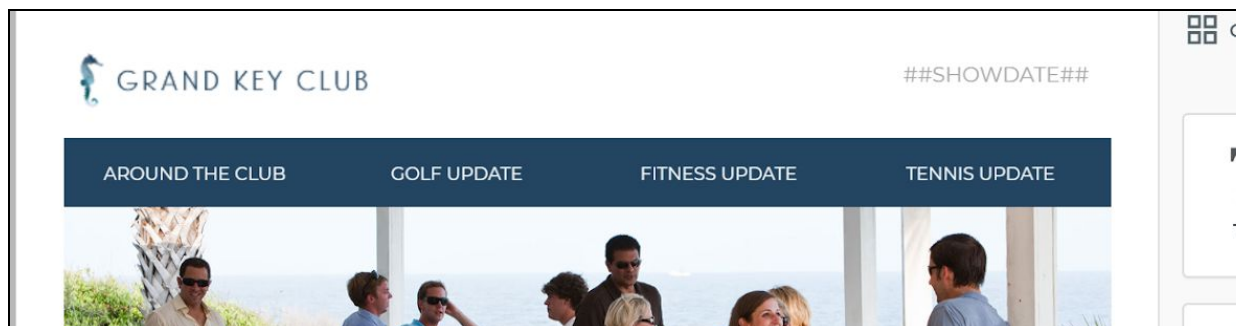 GRAND KEY CLUB
##SHOWDATE##
AROUND THE CLUB GOLF UPDATE FITNESS UPDATE TENNIS UPDATE